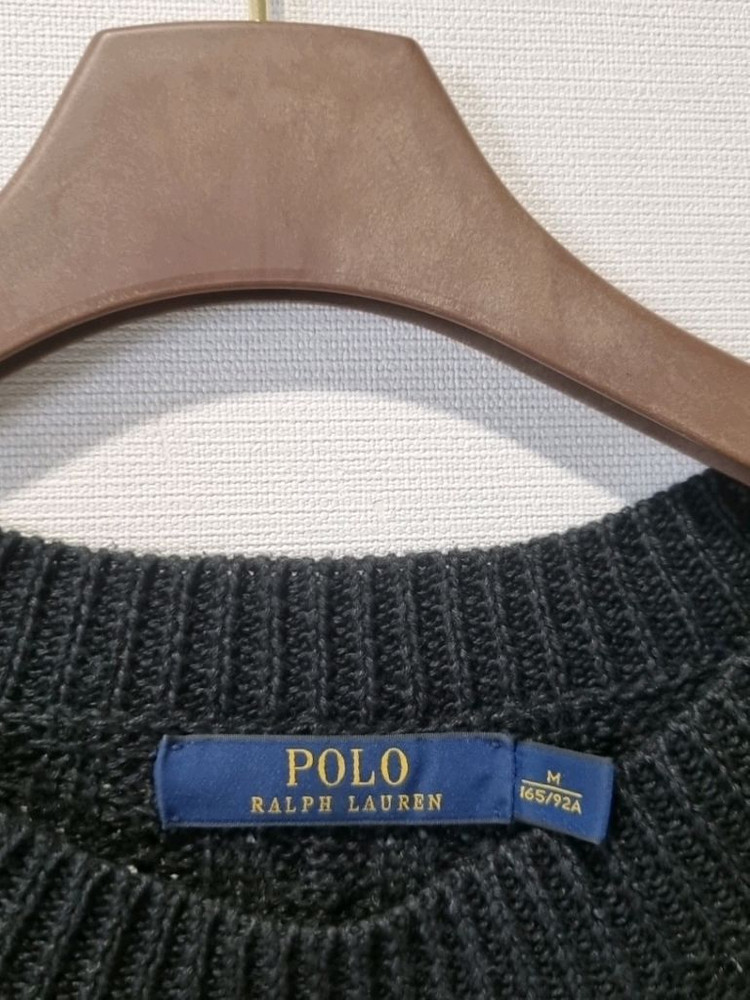 POLO
RALPH LAUREN
M
165/92A